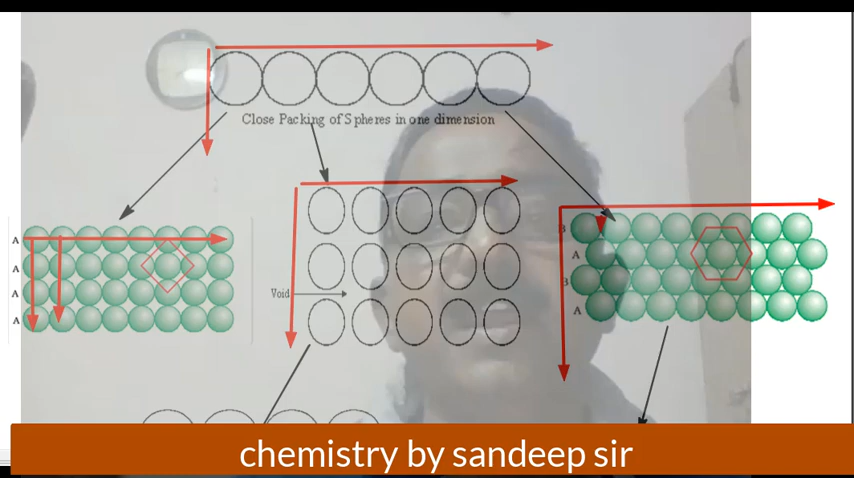 Close Packing of Spheres in one dimension
A
A
A
A
Void
B
A
B
A
chemistry by sandeep sir